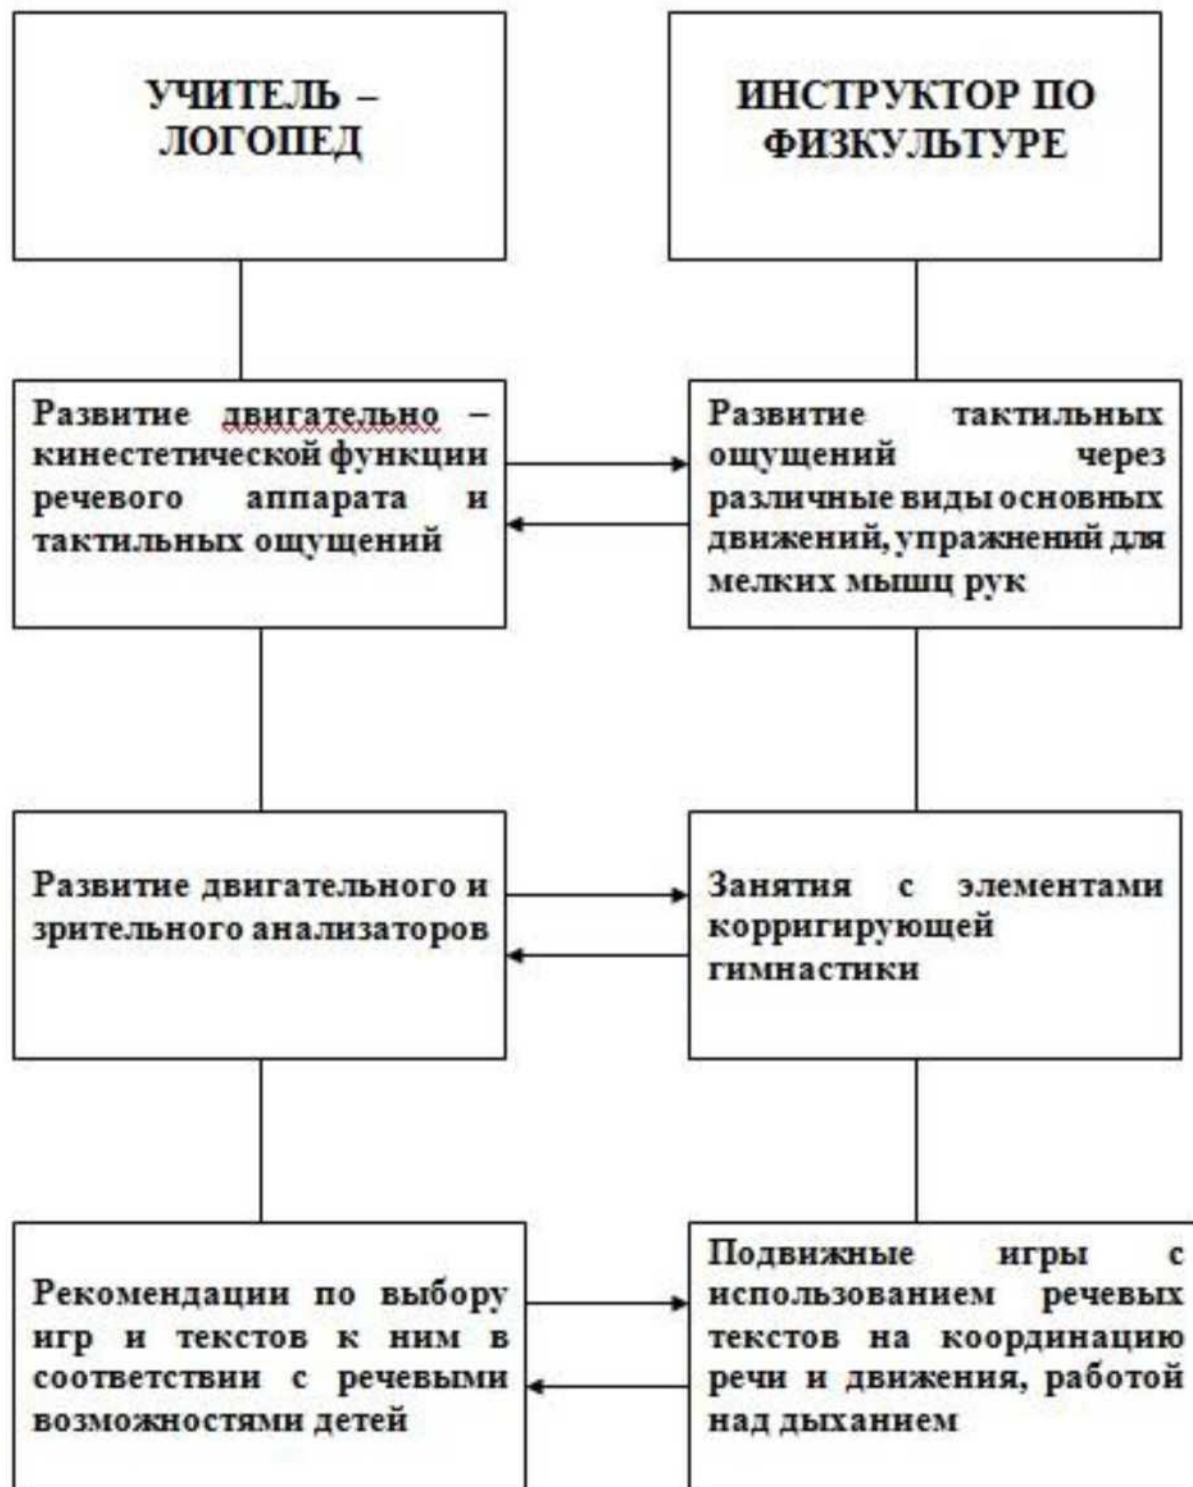 УЧИТЕЛЬ –
ЛОГОПЕД
ИНСТРУКТОР ПО
ФИЗКУЛЬТУРЕ
Развитие двигательно –
кинестетической функции
речевого аппарата и
тактильных ощущений
Развитие тактильных
ощущений через
различные виды основных
движений, упражнений для
мелких мышц рук
Развитие двигательного и
зрительного анализаторов
Занятия с элементами
корригирующей
гимнастики
Рекомендации по выбору
игр и текстов к ним в
соответствии с речевыми
возможностями детей
Подвижные игры с
использованием речевых
текстов на координацию
речи и движения, работой
над дыханием